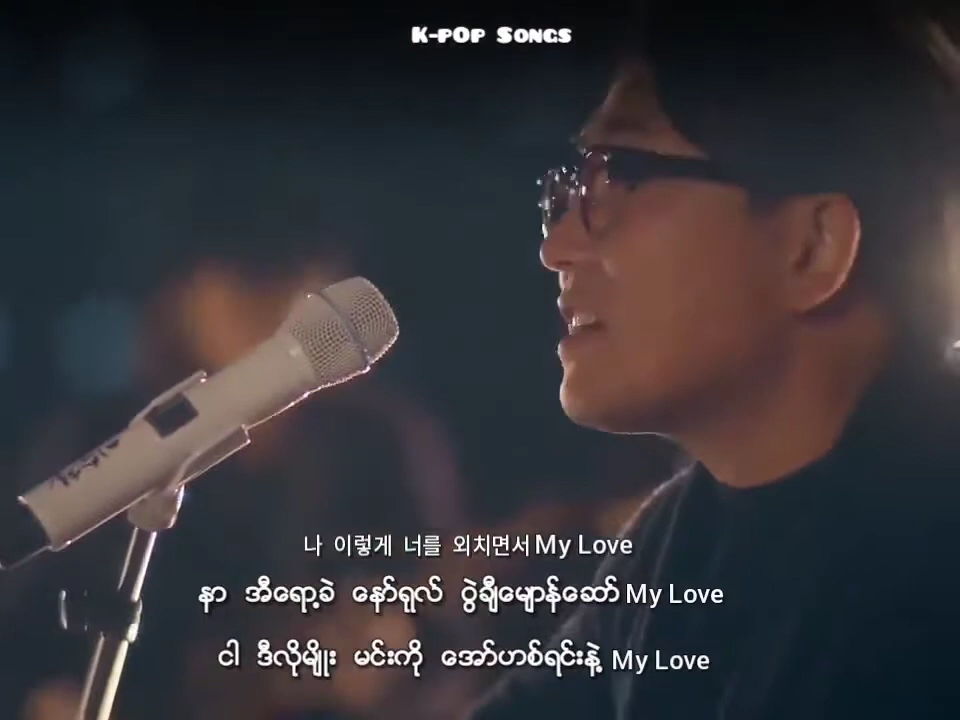 K-POP SONGS
나 이렇게 너를 외치면서 My Love
နာ အီရော့ခဲ နော်ရုလ် ဝွဲချီမျောန်ဆော် My Love
ငါ ဒီလိုမျိုး မင်းကို အော်ဟစ်ရင်းနဲ့ My Love